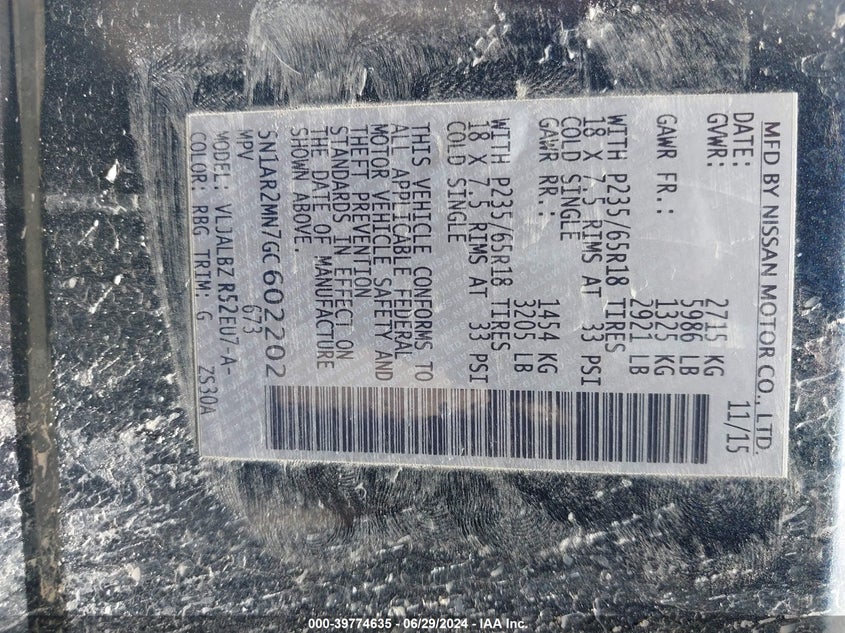 MFD BY NISSAN MOTOR CO., LTD.
DATE: 11/15
GVWR: 2715 KG
5986 LB
GAWR FR.: 1325 KG
2921 LB
WITH P235/65R18 TIRES
18 X 7.5 RIMS AT 33 PSI
COLD SINGLE
GAWR RR.: 1454 KG
3205 LB
WITH P235/65R18 TIRES
18 X 7.5 RIMS AT 33 PSI
COLD SINGLE
THIS VEHICLE CONFORMS TO
ALL APPLICABLE FEDERAL
MOTOR VEHICLE SAFETY AND
THEFT PREVENTION
STANDARDS IN EFFECT ON
THE DATE OF MANUFACTURE
SHOWN ABOVE.
5N1AR2MN7GC602202
MPV 673
MODEL: VLJALBZ R52EU7-A-
COLOR: RBG TRIM: G ZS30A
000-39774635 - 06/29/2024 - IAA Inc.